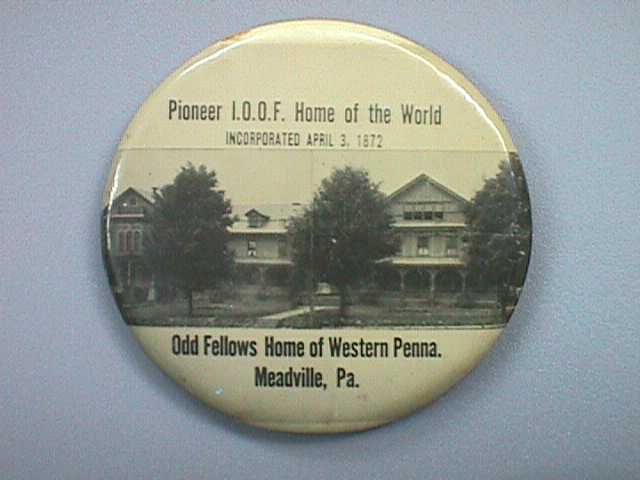 Pioneer I.O.O.F. Home of the World
INCORPORATED APRIL 3, 1872
Odd Fellows Home of Western Penna.
Meadville, Pa.